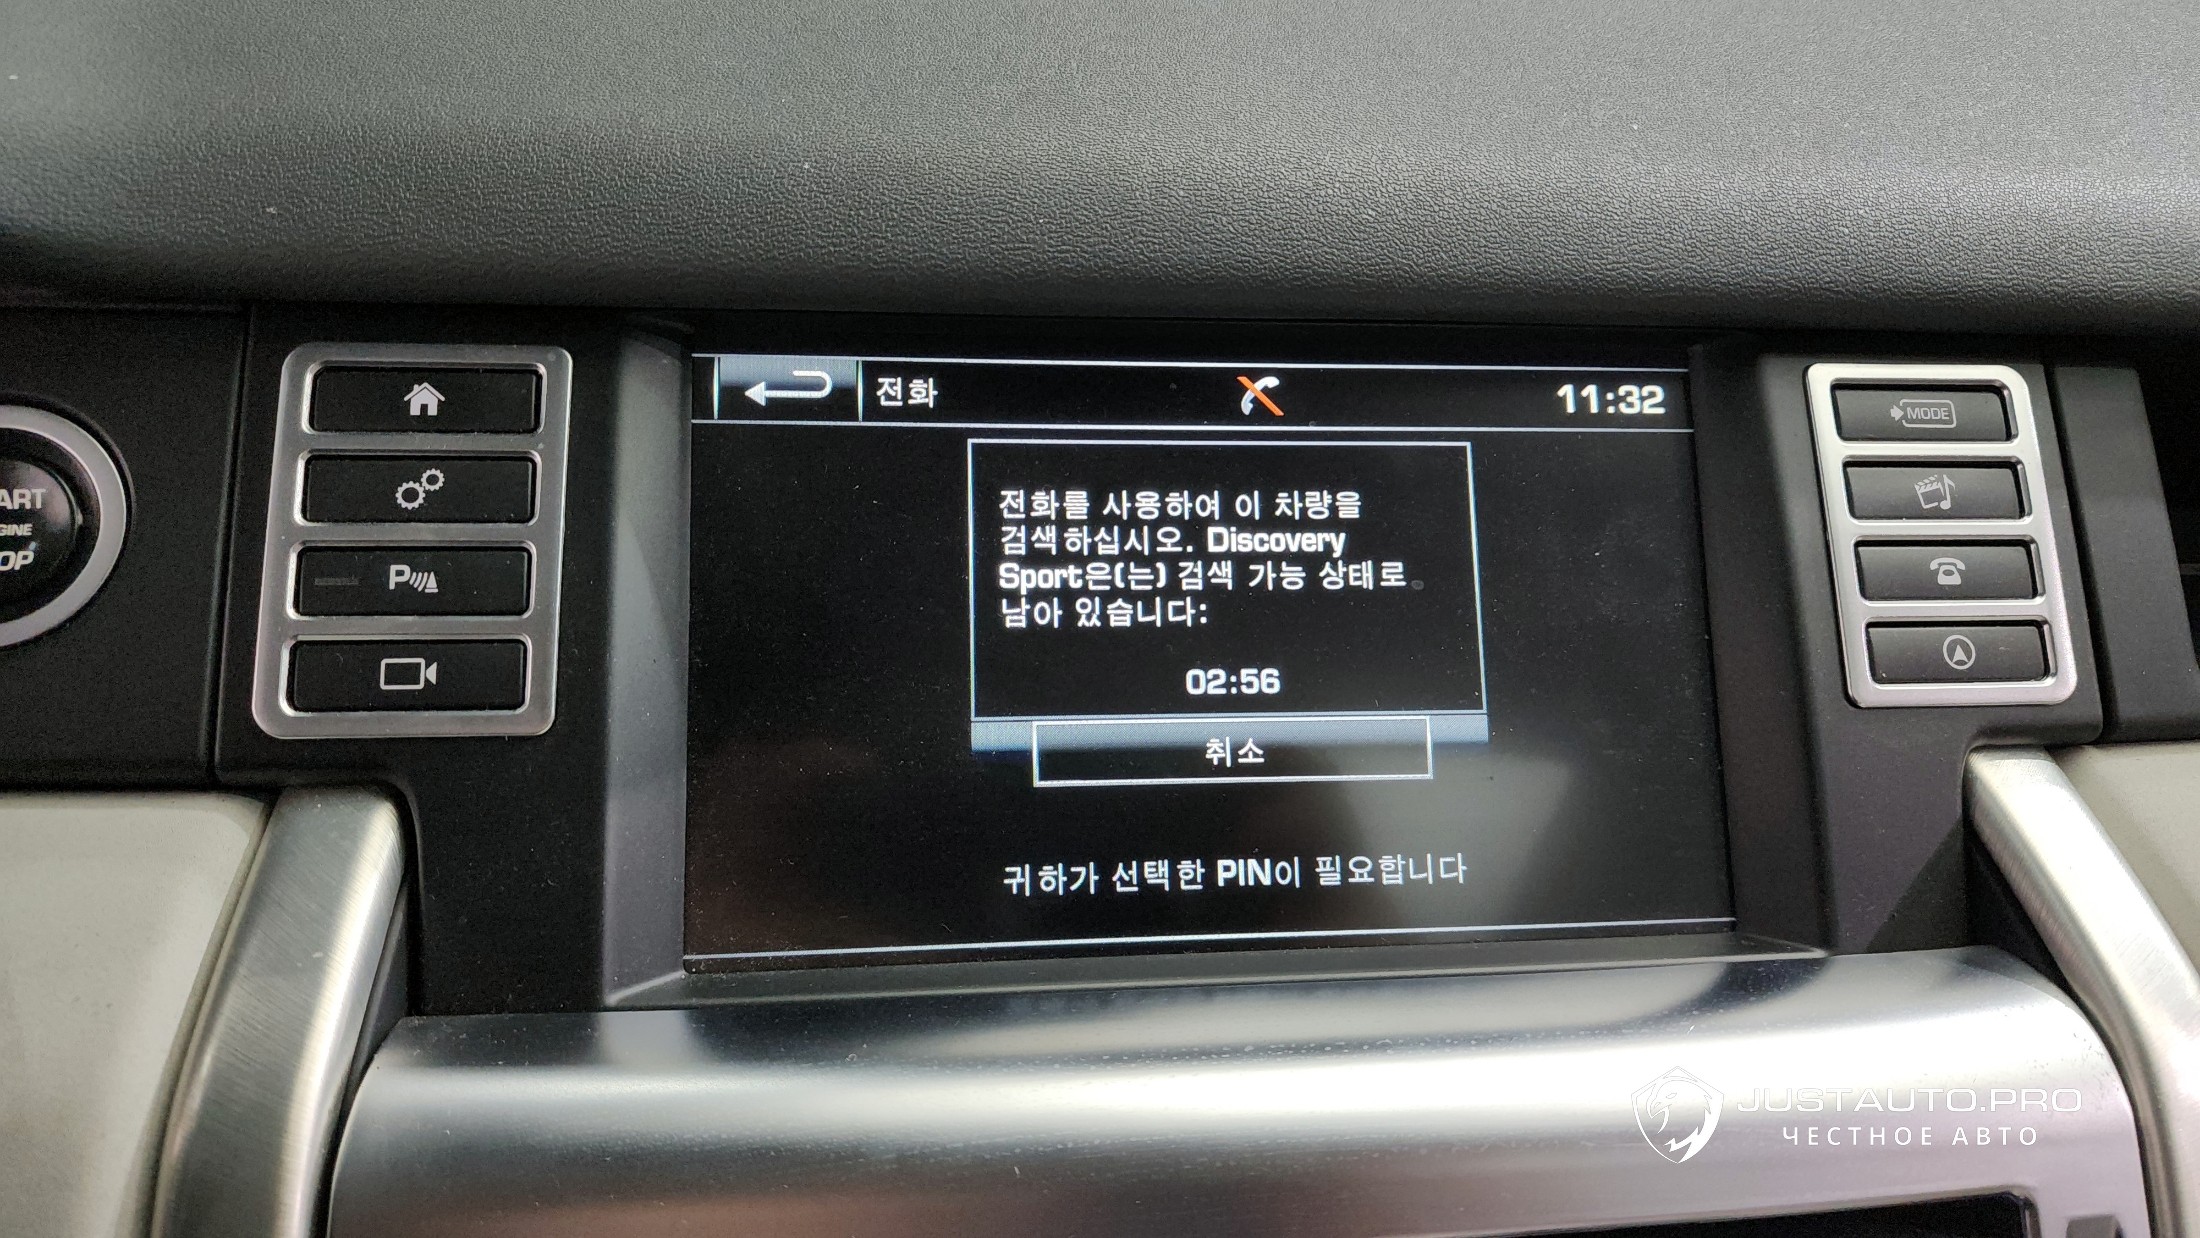 전화
11:32
전화를 사용하여 이 차량을
검색하십시오. Discovery
Sport은(는) 검색 가능 상태로
남아 있습니다:
02:56
취소
귀하가 선택한 PIN이 필요합니다
MODE
P
JUSTAUTO.PRO
ЧЕСТНОЕ АВТО